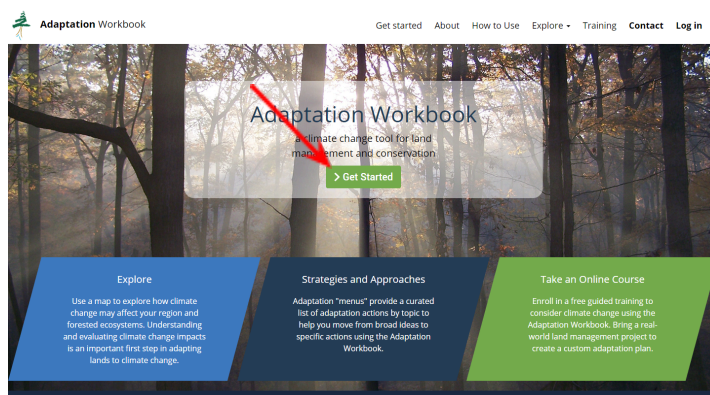 Adaptation Workbook
Get started About How to Use Explore Training Contact Log in
Adaptation Workbook
a climate change tool for land
management and conservation
Get Started
Explore
Use a map to explore how climate
change may affect your region and
forested ecosystems. Understanding
and evaluating climate change impacts
is an important first step in adapting
lands to climate change.
Strategies and Approaches
Adaptation "menus" provide a curated
list of adaptation actions by topic to
help you move from broad ideas to
specific actions using the Adaptation
Workbook.
Take an Online Course
Enroll in a free guided training to
consider climate change using the
Adaptation Workbook. Bring a real-
world land management project to
create a custom adaptation plan.